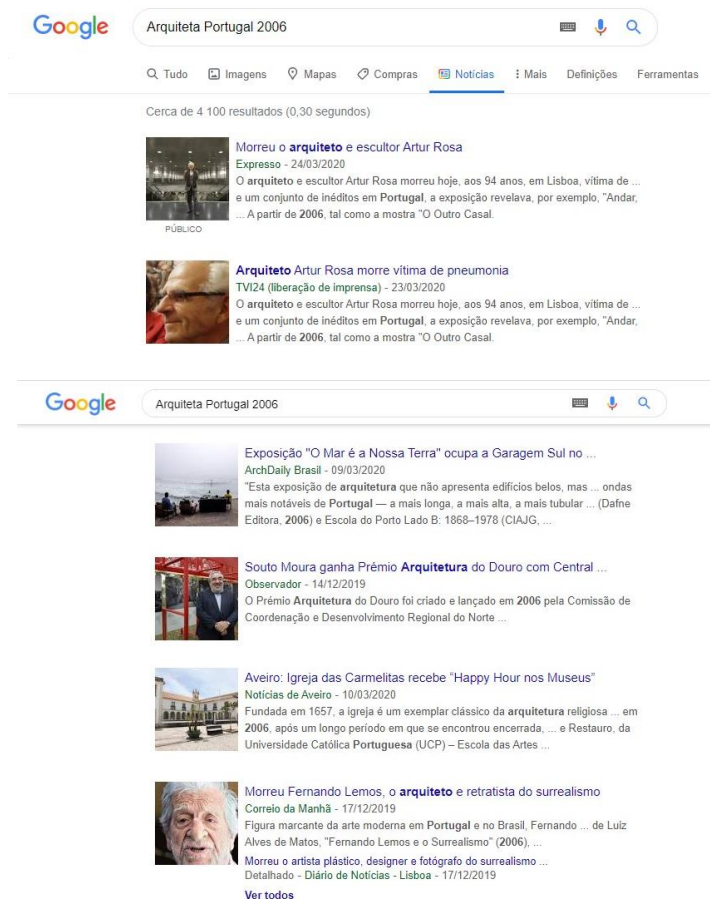 Google
Arquiteta Portugal 2006
Tudo Imagens Mapas Compras Notícias Mais Definições Ferramentas
Cerca de 4 100 resultados (0,30 segundos)
Morreu o arquiteto e escultor Artur Rosa
Expresso - 24/03/2020
O arquiteto e escultor Artur Rosa morreu hoje, aos 94 anos, em Lisboa, vítima de ...
e um conjunto de inéditos em Portugal, a exposição revelava, por exemplo, "Andar,
... A partir de 2006, tal como a mostra "O Outro Casal.
PÚBLICO
Arquiteto Artur Rosa morre vítima de pneumonia
TVI24 (liberação de imprensa) - 23/03/2020
O arquiteto e escultor Artur Rosa morreu hoje, aos 94 anos, em Lisboa, vítima de ...
e um conjunto de inéditos em Portugal, a exposição revelava, por exemplo, "Andar,
... A partir de 2006, tal como a mostra "O Outro Casal.
Google
Arquiteta Portugal 2006
Exposição "O Mar é a Nossa Terra" ocupa a Garagem Sul no ...
ArchDaily Brasil - 09/03/2020
"Esta exposição de arquitetura que não apresenta edifícios belos, mas ... ondas
mais notáveis de Portugal — a mais longa, a mais alta, a mais tubular ... (Dafne
Editora, 2006) e Escola do Porto Lado B: 1868–1978 (CIAJG, ...
Souto Moura ganha Prémio Arquitetura do Douro com Central ...
Observador - 14/12/2019
O Prémio Arquitetura do Douro foi criado e lançado em 2006 pela Comissão de
Coordenação e Desenvolvimento Regional do Norte ...
Aveiro: Igreja das Carmelitas recebe "Happy Hour nos Museus"
Notícias de Aveiro - 10/03/2020
Fundada em 1657, a igreja é um exemplar clássico da arquitetura religiosa ... em
2006, após um longo período em que se encontrou encerrada, ... e Restauro, da
Universidade Católica Portuguesa (UCP) – Escola das Artes ...
Morreu Fernando Lemos, o arquiteto e retratista do surrealismo
Correio da Manhã - 17/12/2019
Figura marcante da arte moderna em Portugal e no Brasil, Fernando ... de Luiz
Alves de Matos, "Fernando Lemos e o Surrealismo" (2006), ...
Morreu o artista plástico, designer e fotógrafo do surrealismo ...
Detalhado - Diário de Notícias - Lisboa - 17/12/2019
Ver todos